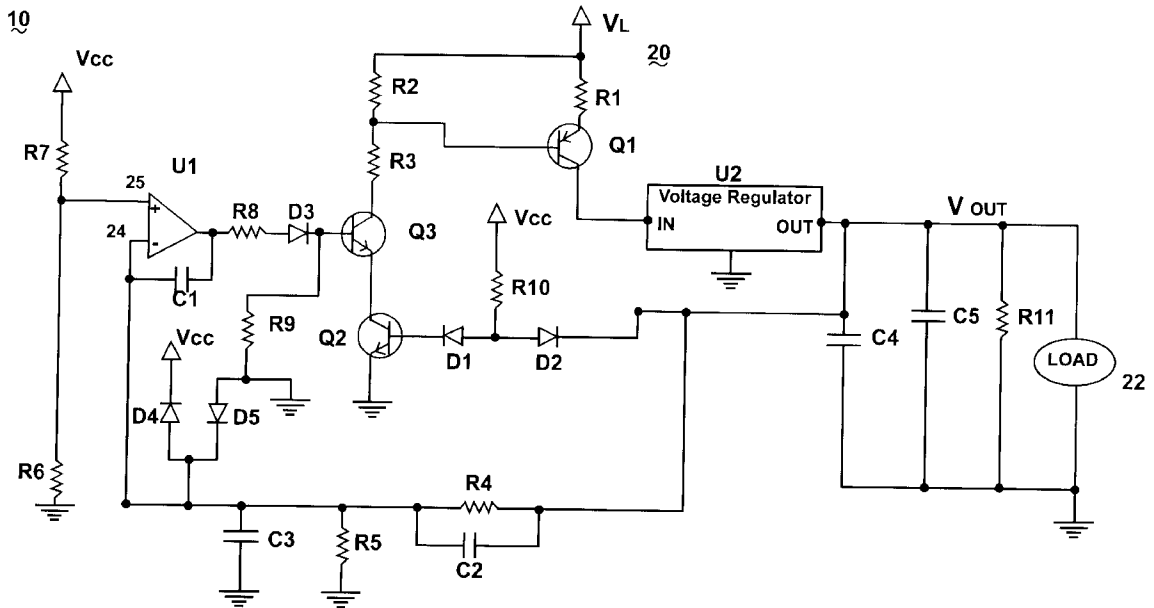 10
VL
20
Vcc
R2
R1
R7
Q1
U1
R3
25
U2
+
Voltage Regulator
R8
D3
Vcc
IN
OUT
V OUT
24
-
Q3
C1
R10
R9
Q2
C5
R11
C4
Vcc
D1
D2
LOAD
22
D4
D5
R6
R4
C3
R5
C2